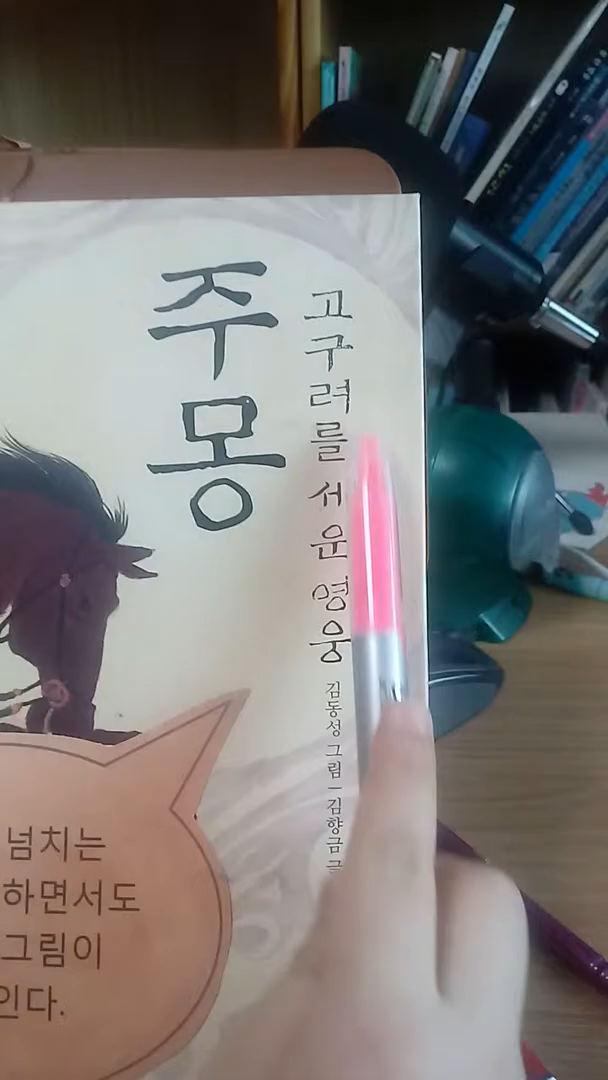 주몽
고구려를 세운 영웅
김동성 그림 – 김향금 글
넘치는
하면서도
그림이
인다.